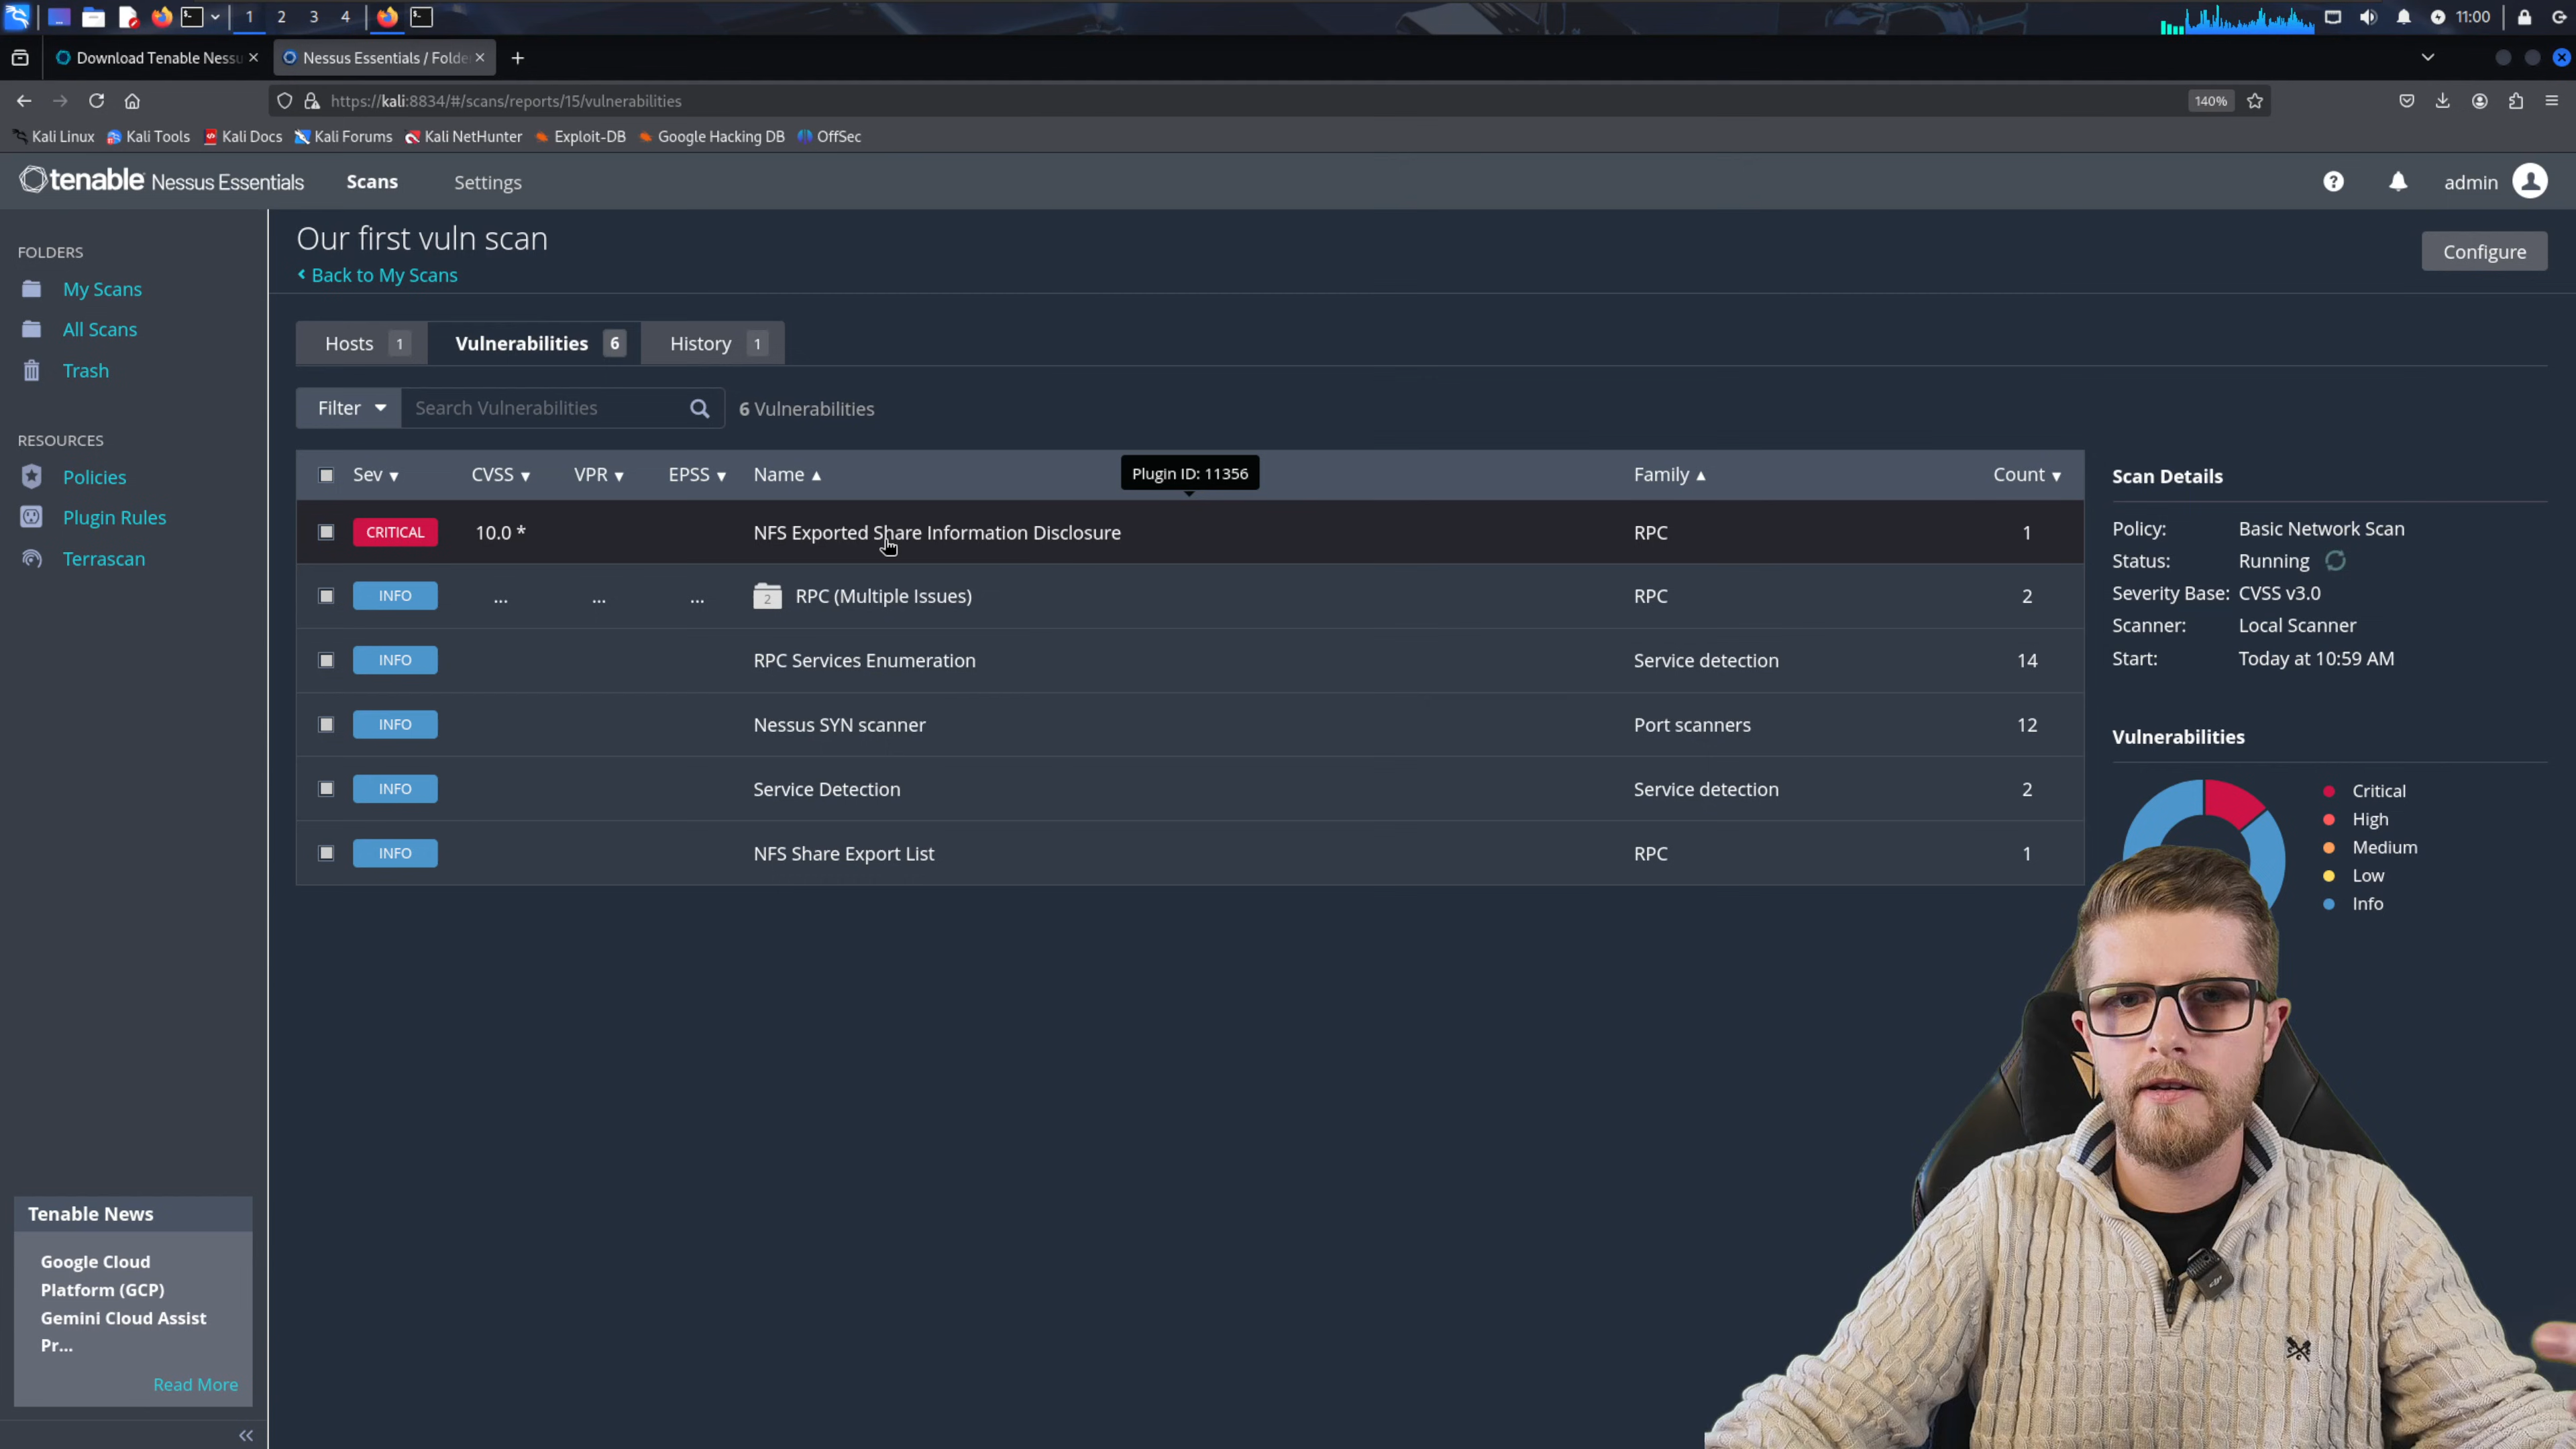 1 2 3 4 11:00
Download Tenable Nessu
Nessus Essentials / Folde
https://kali:8834/#/scans/reports/15/vulnerabilities 140%
Kali Linux Kali Tools Kali Docs Kali Forums Kali NetHunter Exploit-DB Google Hacking DB OffSec
tenable Nessus Essentials Scans Settings admin
FOLDERS
My Scans
All Scans
Trash
RESOURCES
Policies
Plugin Rules
Terrascan
Tenable News
Google Cloud
Platform (GCP)
Gemini Cloud Assist
Pr...
Read More
Our first vuln scan
Back to My Scans
Configure
Hosts 1 Vulnerabilities 6 History 1
Filter Search Vulnerabilities 6 Vulnerabilities
Plugin ID: 11356
Sev CVSS VPR EPSS Name Family Count
CRITICAL 10.0 * NFS Exported Share Information Disclosure RPC 1
INFO ... ... ... 2 RPC (Multiple Issues) RPC 2
INFO RPC Services Enumeration Service detection 14
INFO Nessus SYN scanner Port scanners 12
INFO Service Detection Service detection 2
INFO NFS Share Export List RPC 1
Scan Details
Policy: Basic Network Scan
Status: Running
Severity Base: CVSS v3.0
Scanner: Local Scanner
Start: Today at 10:59 AM
Vulnerabilities
Critical
High
Medium
Low
Info